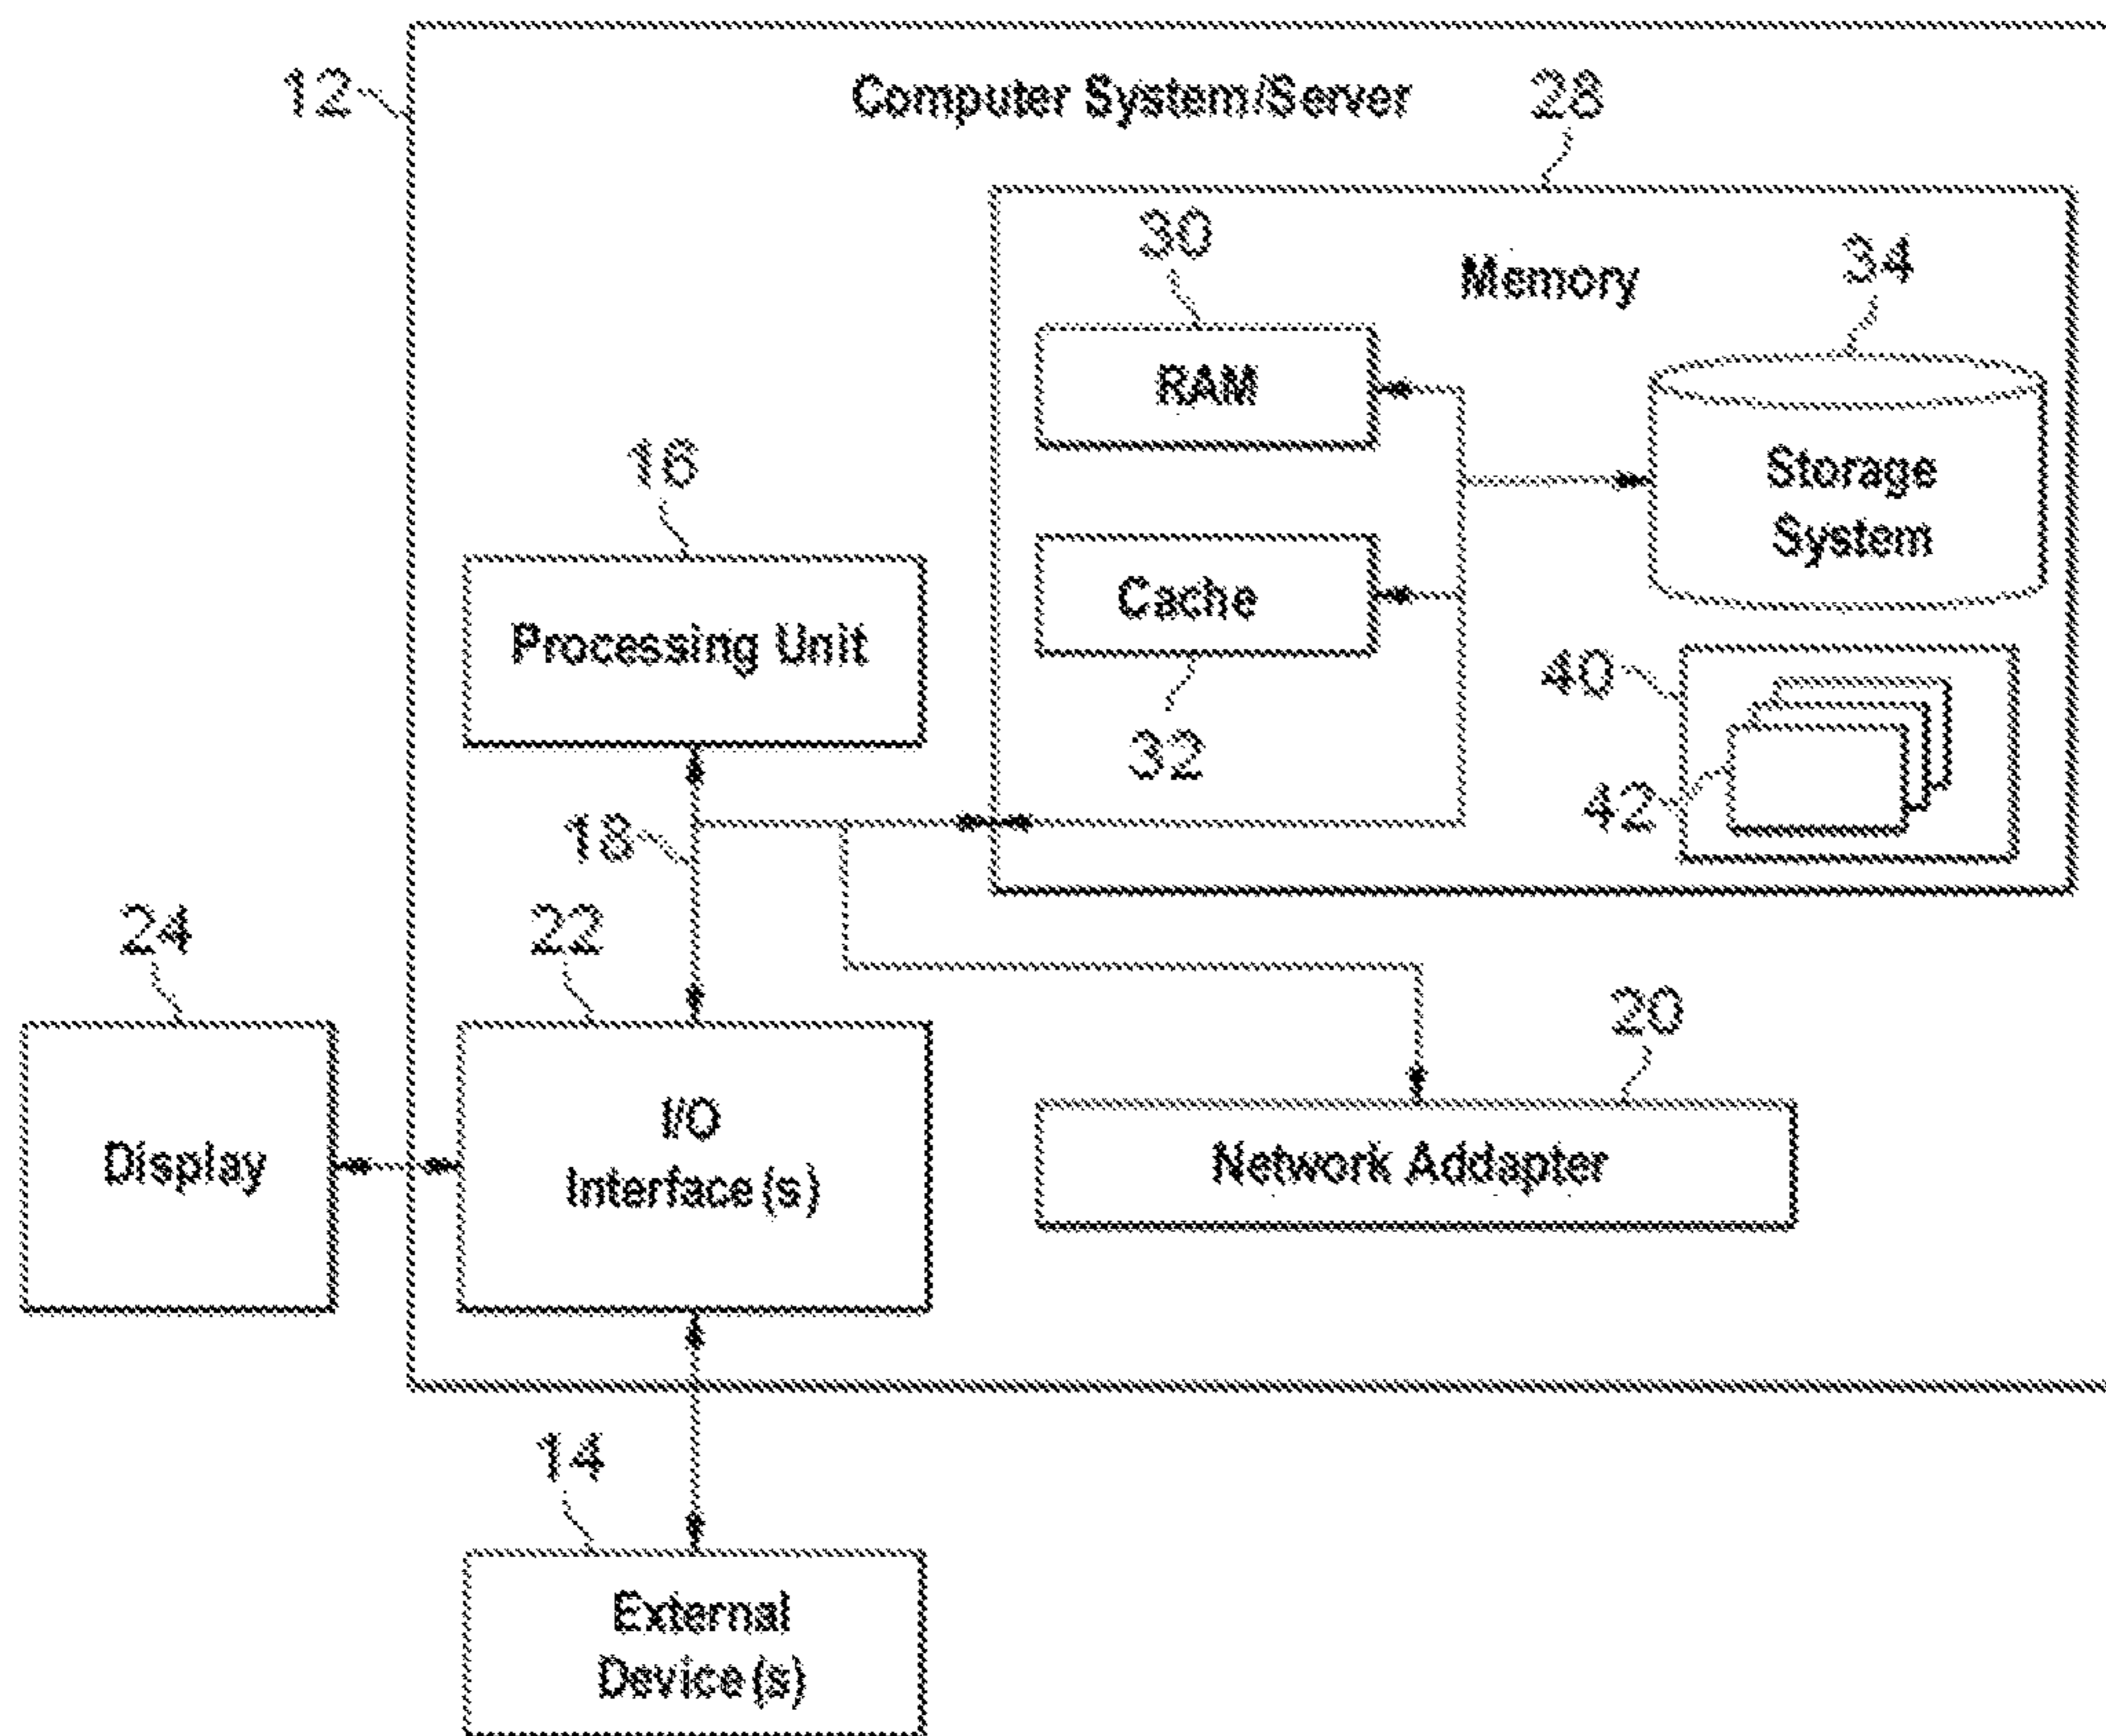 12
Computer System/Server
28
30
Memory
34
RAM
16
Storage
System
Cache
Processing Unit
40
32
42
18
24
22
20
I/O
Interface(s)
Display
Network Addapter
14
External
Device(s)